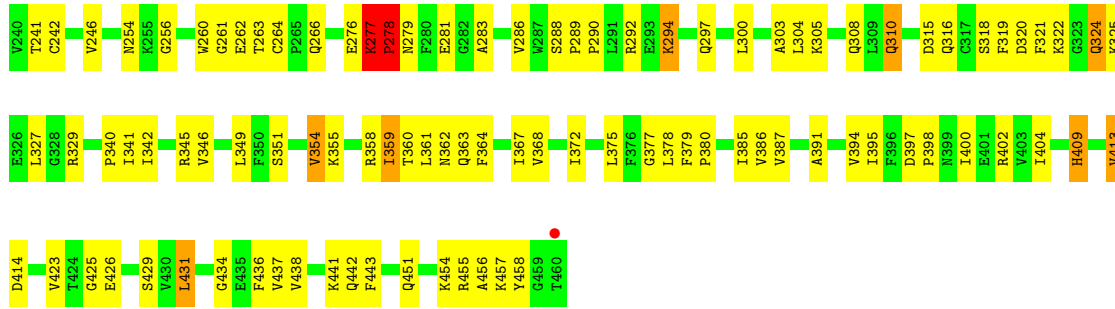 V240 T241 C242 V246 N254 K255 Q256 W260 G261 E262 T263 C264 P265 Q266 E276 K277 P278 N279 F280 E281 G282 A283 V286 W287 S288 P289 P290 L291 R292 E293 K294 Q297 L300 A303 L304 K305 Q308 L309 Q310 D315 Q316 C317 S318 F319 D320 F321 K322 G323 Q324 K325
E326 L327 G328 R329 P340 I341 I342 R345 V346 L349 F350 S351 V354 K355 R358 I359 T360 L361 N362 Q363 F364 I367 V368 I372 L375 F376 G377 L378 F379 P380 I385 V386 V387 A391 V394 I395 F396 D397 P398 N399 I400 E401 R402 V403 I404 H409 V413
D414 V423 T424 G425 E426 S429 V430 L431 G434 E435 F436 V437 V438 K441 Q442 F443 Q451 K454 R455 A456 K457 Y458 G459 T460